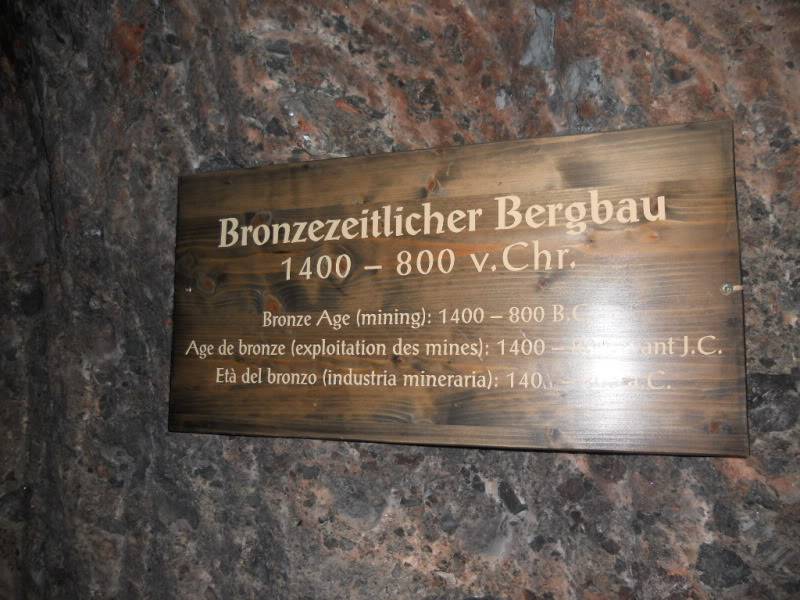 Bronzezeitlicher Bergbau
1400 – 800 v.Chr.
Bronze Age (mining): 1400 – 800 B.C
Age de bronze (exploitation des mines): 1400 – J.C.
Età del bronzo (industria mineraria):